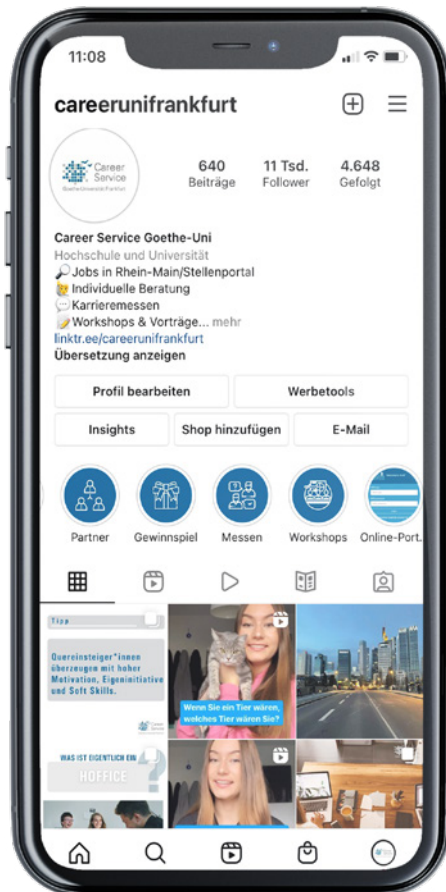 11:08
careerunifrankfurt
Career
Service
Goethe-Universität Frankfurt
640
Beiträge
11 Tsd.
Follower
4.648
Gefolgt
Career Service Goethe-Uni
Hochschule und Universität
🔎Jobs in Rhein-Main/Stellenportal
Individuelle Beratung
💬Karrieremessen
Workshops & Vorträge... mehr
linktr.ee/careerunifrankfurt
Übersetzung anzeigen
Profil bearbeiten
Werbetools
Insights
Shop hinzufügen
E-Mail
Partner
Gewinnspiel
Messen
Workshops
Online-Port.
Tipp
Quereinsteiger*innen
überzeugen mit hoher
Motivation, Eigeninitiative
und Soft Skills.
Wenn Sie ein Tier wären,
welches Tier wären Sie?
WAS IST EIGENTLICH EIN
HOFFICE
?